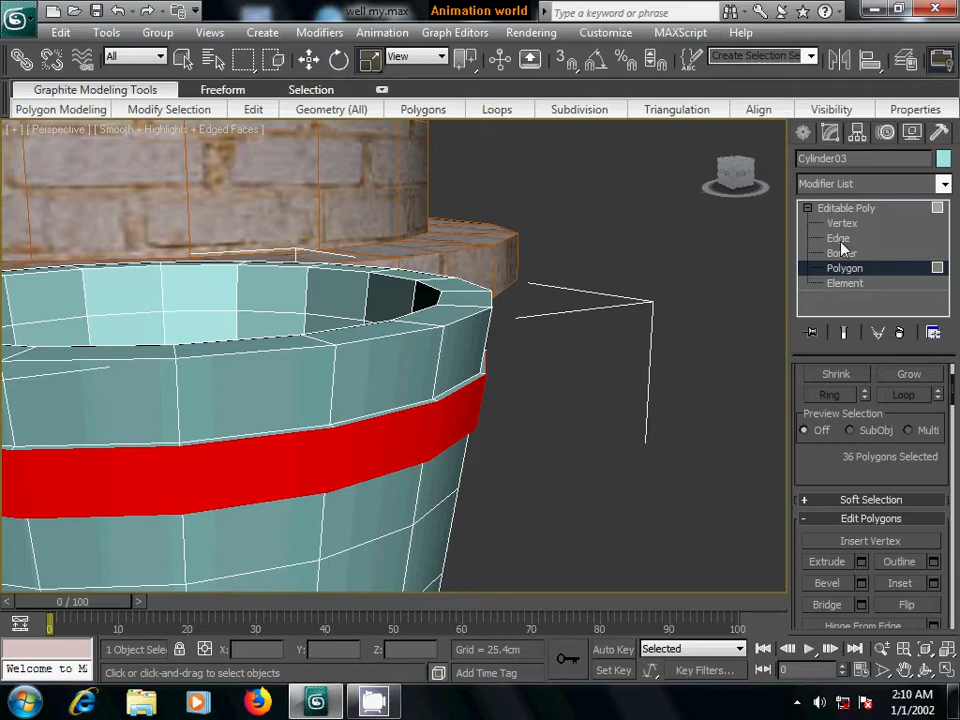 well my.max
Animation world
Type a keyword or phrase
Edit Tools Group Views Create Modifiers Animation Graph Editors Rendering Customize MAXScript Help
All
View
Create Selection Se
Graphite Modeling Tools Freeform Selection
Polygon Modeling Modify Selection Edit Geometry (All) Polygons Loops Subdivision Triangulation Align Visibility Properties
[ + ] [ Perspective ] [ Smooth + Highlights + Edged Faces ]
Cylinder03
Modifier List
Editable Poly
Vertex
Edge
Border
Polygon
Element
Shrink Grow
Ring Loop
Preview Selection
Off SubObj Multi
36 Polygons Selected
+ Soft Selection
- Edit Polygons
Insert Vertex
Extrude Outline
Bevel Inset
Bridge Flip
Hinge From Edge
0 / 100
0 10 20 30 40 50 60 70 80 90 100
1 Object Sele X: Y: Z: Grid = 25.4cm Auto Key Selected
Welcome to M Click or click-and-drag to select objects Add Time Tag Set Key Key Filters... 0
2:10 AM
1/1/2002